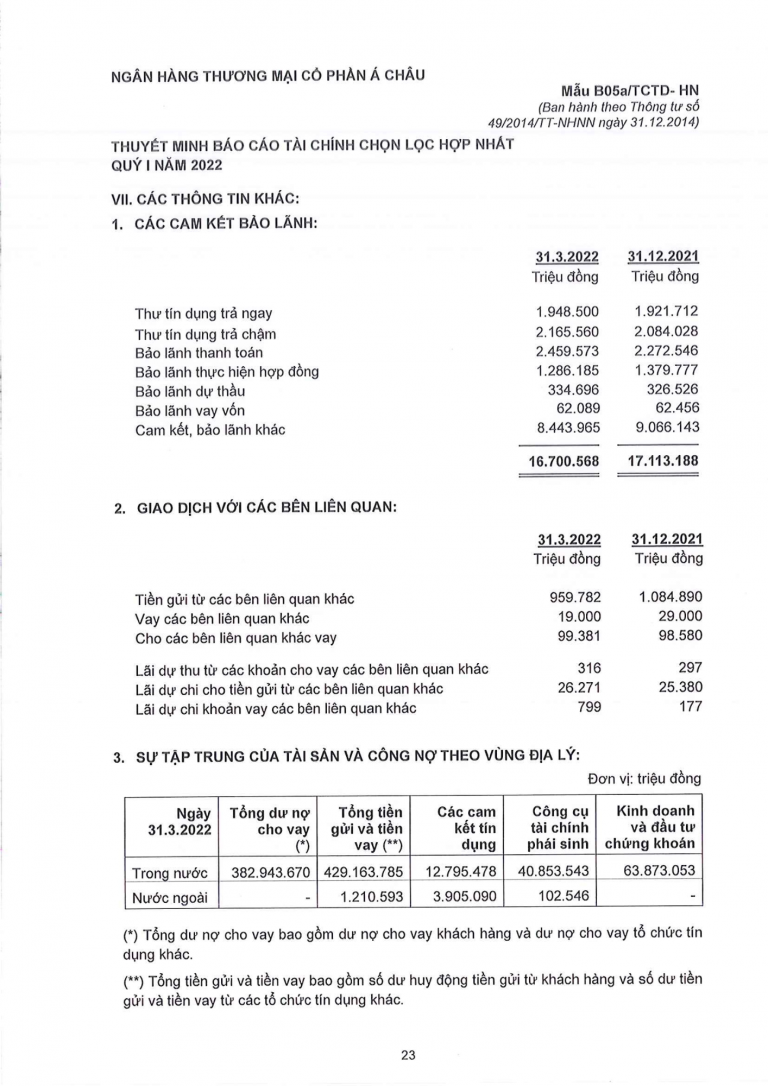 NGÂN HÀNG THƯƠNG MẠI CỔ PHẦN Á CHÂU
Mẫu B05a/TCTD- HN
(Ban hành theo Thông tư số
49/2014/TT-NHNN ngày 31.12.2014)
THUYẾT MINH BÁO CÁO TÀI CHÍNH CHỌN LỌC HỢP NHẤT
QUÝ I NĂM 2022
VII. CÁC THÔNG TIN KHÁC:
1. CÁC CAM KẾT BẢO LÃNH:
31.3.2022 31.12.2021
Triệu đồng Triệu đồng
Thư tín dụng trả ngay 1.948.500 1.921.712
Thư tín dụng trả chậm 2.165.560 2.084.028
Bảo lãnh thanh toán 2.459.573 2.272.546
Bảo lãnh thực hiện hợp đồng 1.286.185 1.379.777
Bảo lãnh dự thầu 334.696 326.526
Bảo lãnh vay vốn 62.089 62.456
Cam kết, bảo lãnh khác 8.443.965 9.066.143
16.700.568 17.113.188
2. GIAO DỊCH VỚI CÁC BÊN LIÊN QUAN:
31.3.2022 31.12.2021
Triệu đồng Triệu đồng
Tiền gửi từ các bên liên quan khác 959.782 1.084.890
Vay các bên liên quan khác 19.000 29.000
Cho các bên liên quan khác vay 99.381 98.580
Lãi dự thu từ các khoản cho vay các bên liên quan khác 316 297
Lãi dự chi cho tiền gửi từ các bên liên quan khác 26.271 25.380
Lãi dự chi khoản vay các bên liên quan khác 799 177
3. SỰ TẬP TRUNG CỦA TÀI SẢN VÀ CÔNG NỢ THEO VÙNG ĐỊA LÝ:
Đơn vị: triệu đồng
Ngày Tổng dư nợ Tổng tiền Các cam Công cụ Kinh doanh
31.3.2022 cho vay gửi và tiền kết tín tài chính và đầu tư
(*) vay (**) dụng phái sinh chứng khoán
Trong nước 382.943.670 429.163.785 12.795.478 40.853.543 63.873.053
Nước ngoài - 1.210.593 3.905.090 102.546 -
(*) Tổng dư nợ cho vay bao gồm dư nợ cho vay khách hàng và dư nợ cho vay tổ chức tín
dụng khác.
(**) Tổng tiền gửi và tiền vay bao gồm số dư huy động tiền gửi từ khách hàng và số dư tiền
gửi và tiền vay từ các tổ chức tín dụng khác.
23